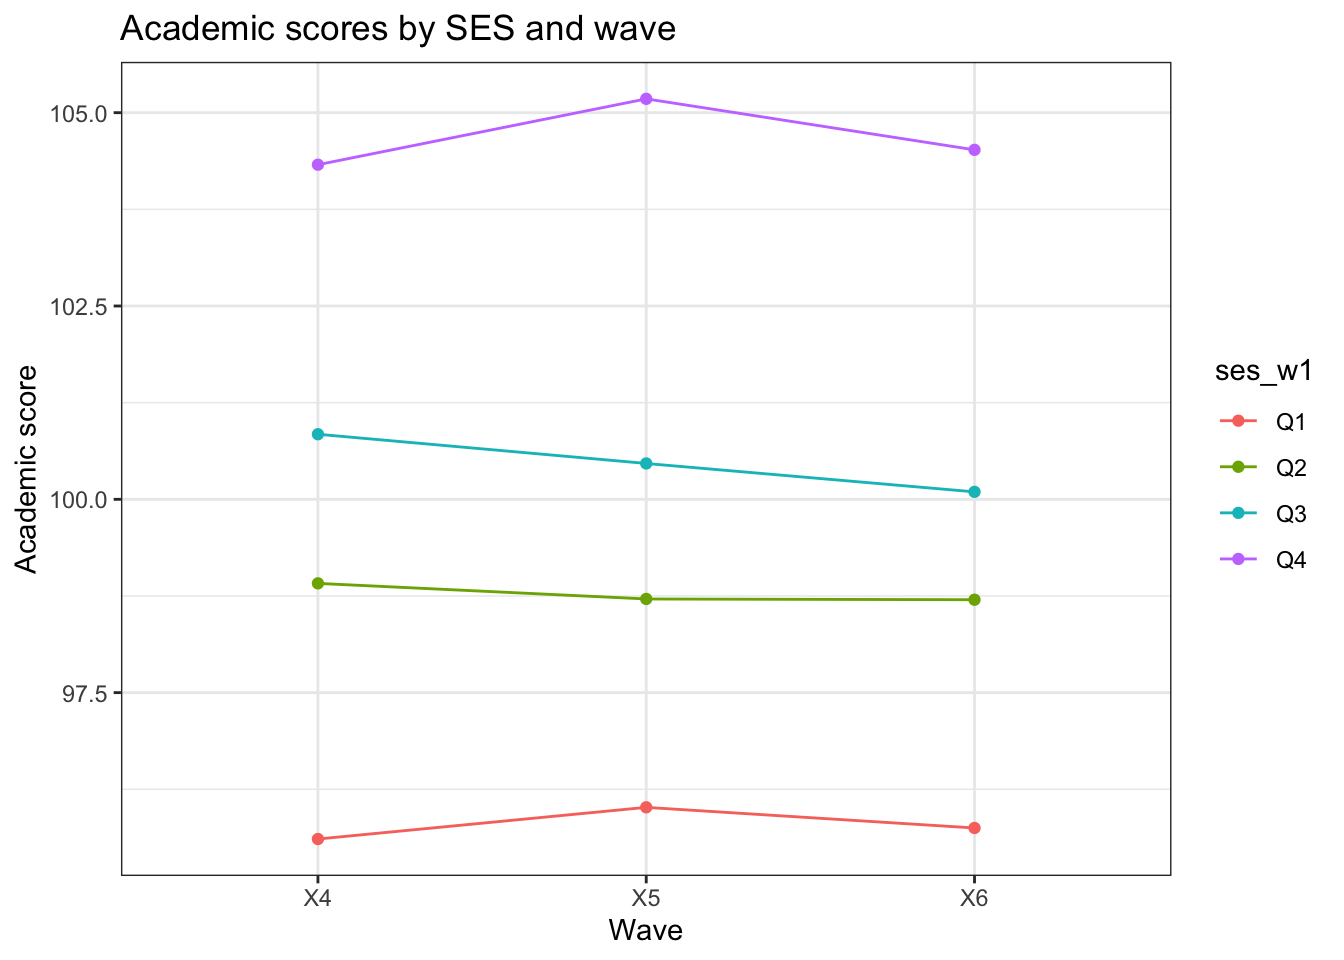 Academic scores by SES and wave
Academic score
105.0
102.5
100.0
97.5
X4
X5
X6
Wave
ses_w1
Q1
Q2
Q3
Q4